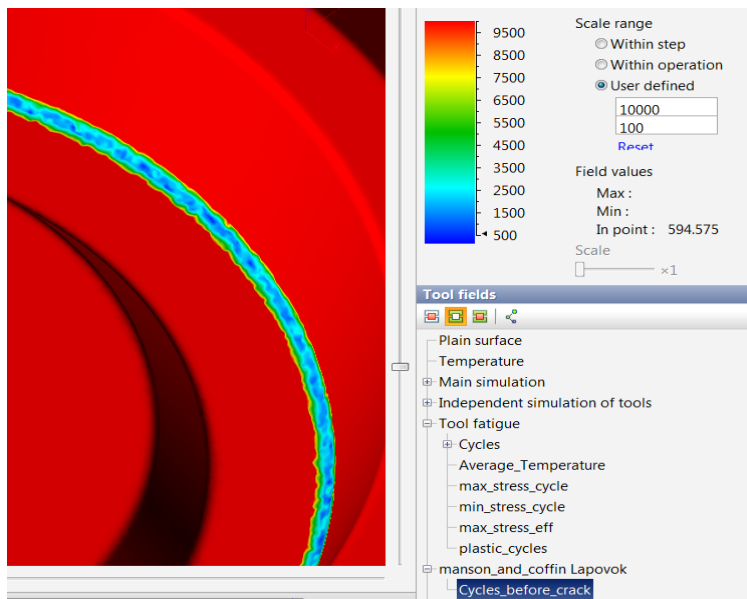 9500
8500
7500
6500
5500
4500
3500
2500
1500
500
Scale range
Within step
Within operation
User defined
10000
100
Reset
Field values
Max :
Min :
In point : 594.575
Scale
×1
Tool fields
Plain surface
Temperature
Main simulation
Independent simulation of tools
Tool fatigue
Cycles
Average_Temperature
max_stress_cycle
min_stress_cycle
max_stress_eff
plastic_cycles
manson_and_coffin Lapovok
Cycles_before_crack